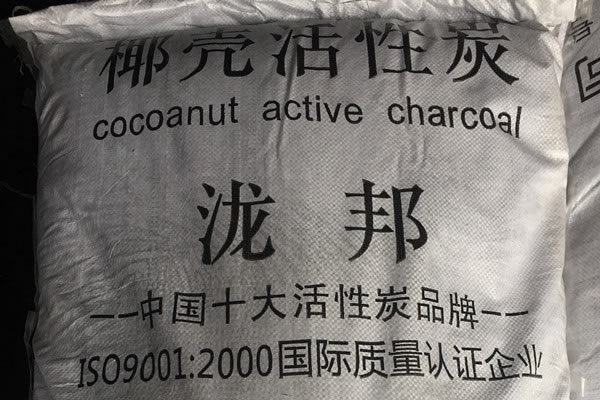 椰壳活性炭
cocoanut active charcoal
泷邦
——中国十大活性炭品牌——
ISO9001:2000国际质量认证企业